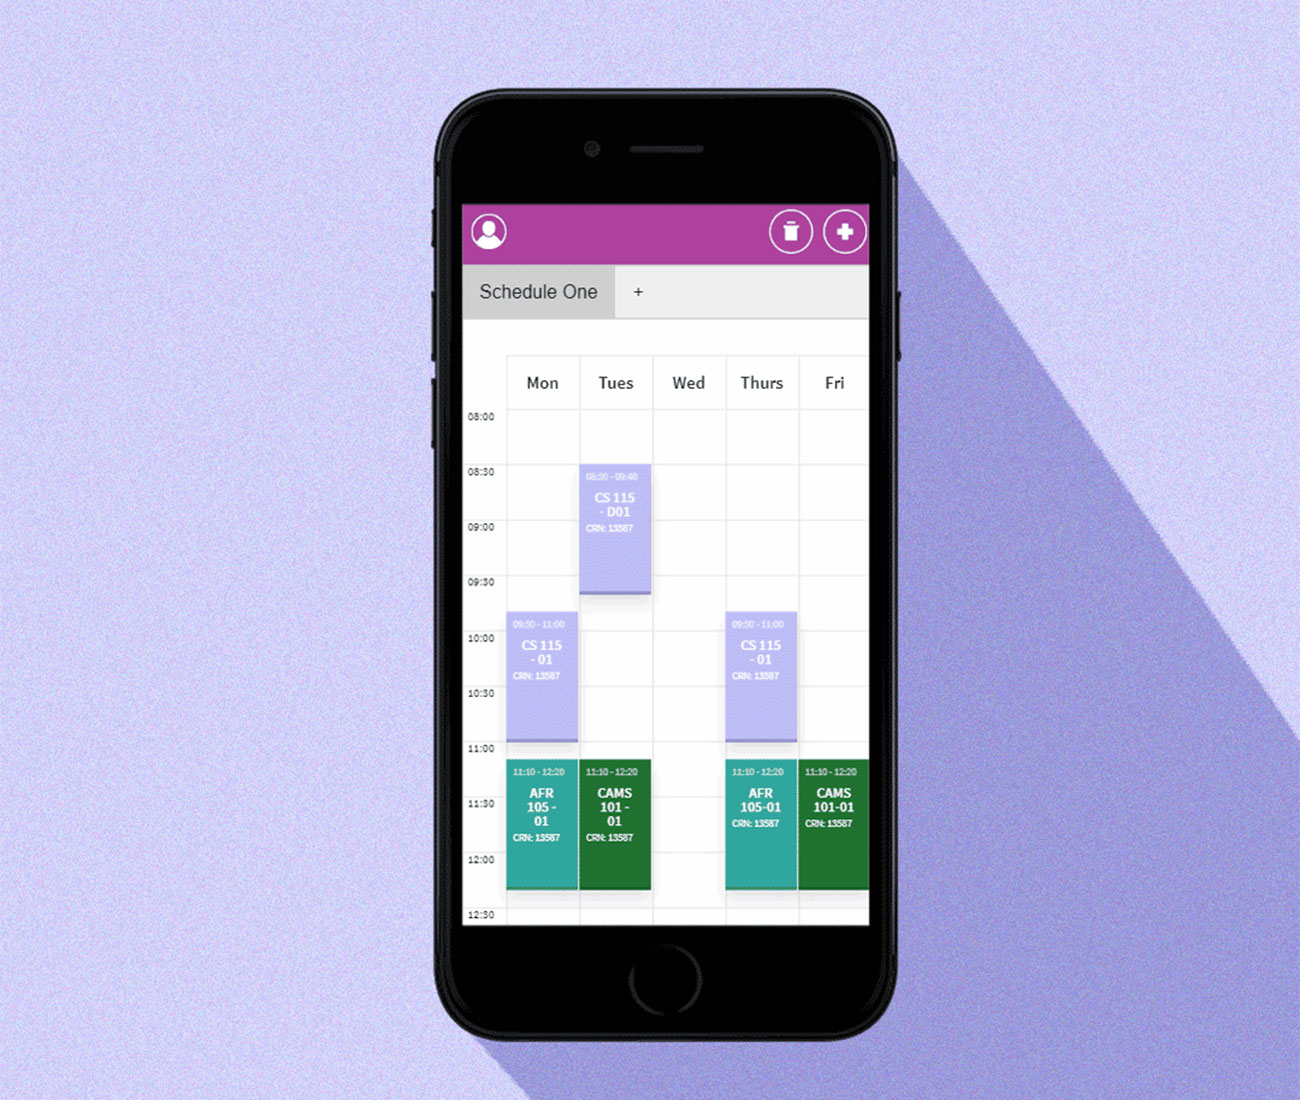 Schedule One +
Mon Tues Wed Thurs Fri
08:00
08:30
08:30 - 09:40
CS 115
- D01
CRN: 13587
09:00
09:30
09:50 - 11:00
CS 115
- 01
CRN: 13587
09:50 - 11:00
CS 115
- 01
CRN: 13587
10:00
10:30
11:00
11:10 - 12:20
AFR
105 -
01
CRN: 13587
11:10 - 12:20
CAMS
101 -
01
CRN: 13587
11:10 - 12:20
AFR
105-01
CRN: 13587
11:10 - 12:20
CAMS
101-01
CRN: 13587
11:30
12:00
12:30